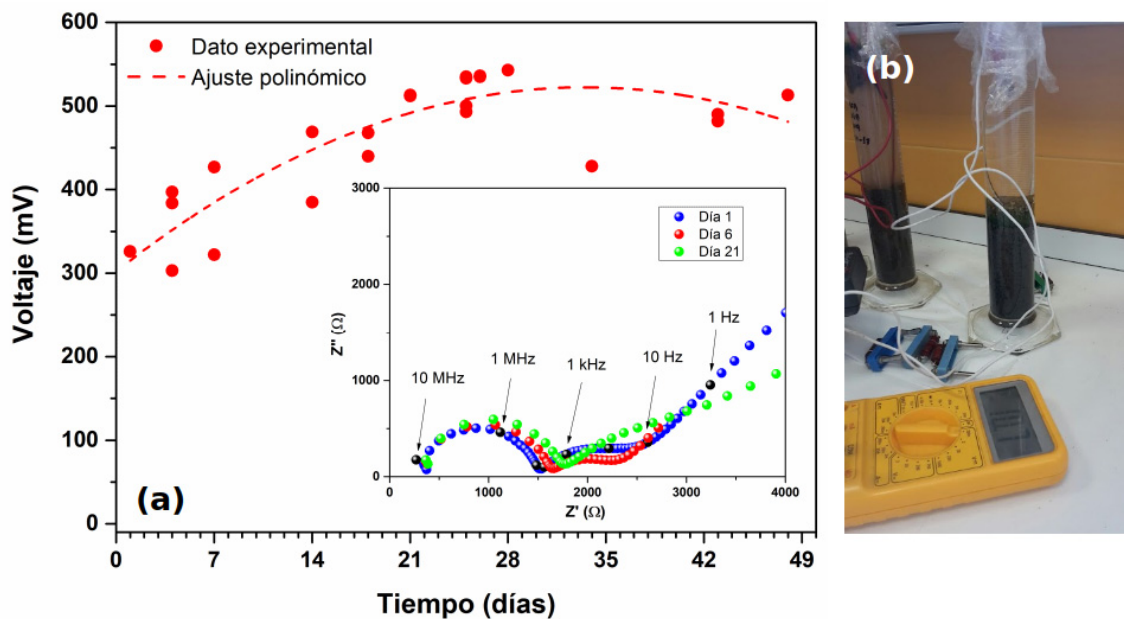 600
500
400
300
200
100
0
Voltaje (mV)
Dato experimental
Ajuste polinómico
(a)
0
7
14
21
28
35
42
49
Tiempo (días)
3000
2000
1000
0
Z'' (Ω)
Día 1
Día 6
Día 21
10 MHz
1 MHz
1 kHz
10 Hz
1 Hz
0
1000
2000
3000
4000
Z' (Ω)
(b)